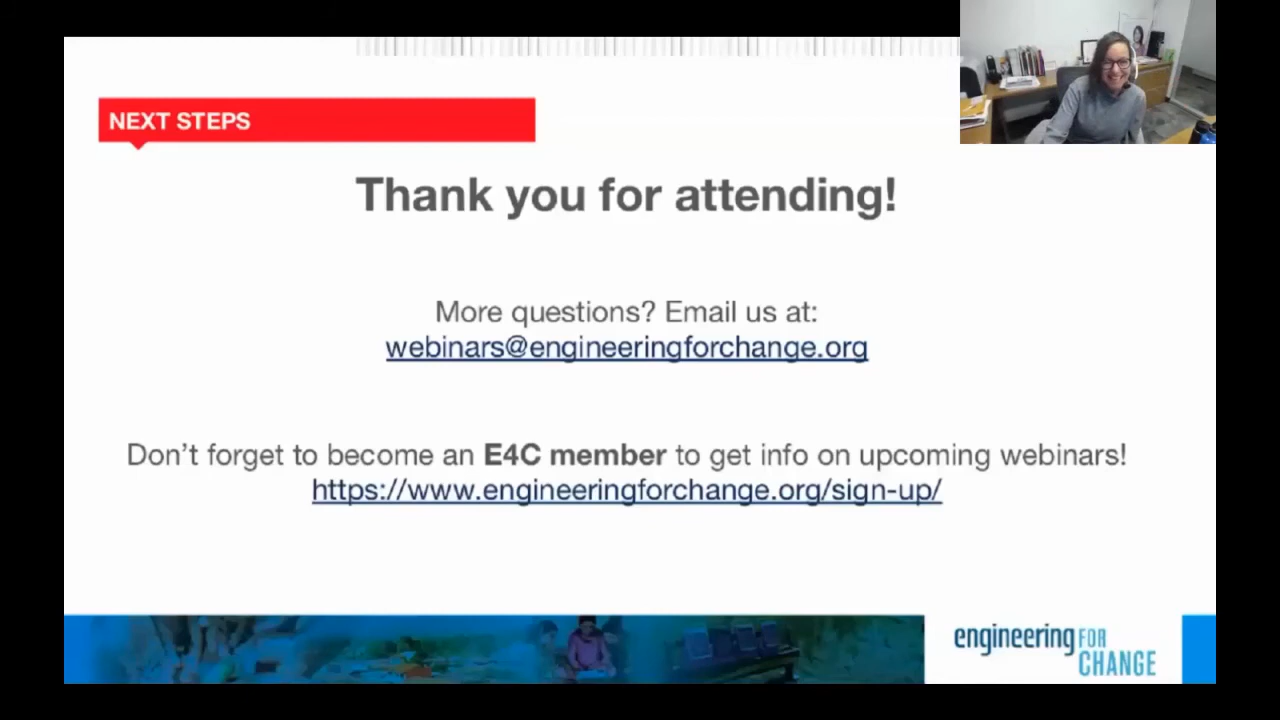 NEXT STEPS
Thank you for attending!
More questions? Email us at:
webinars@engineeringforchange.org
Don't forget to become an E4C member to get info on upcoming webinars!
https://www.engineeringforchange.org/sign-up/
engineering FOR
CHANGE